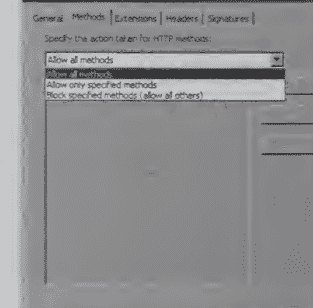 General Methods Extensions Headers Signatures
Specify the action taken for HTTP methods:
Allow all methods
Allow all methods
Allow only specified methods
Block specified methods (allow all others)